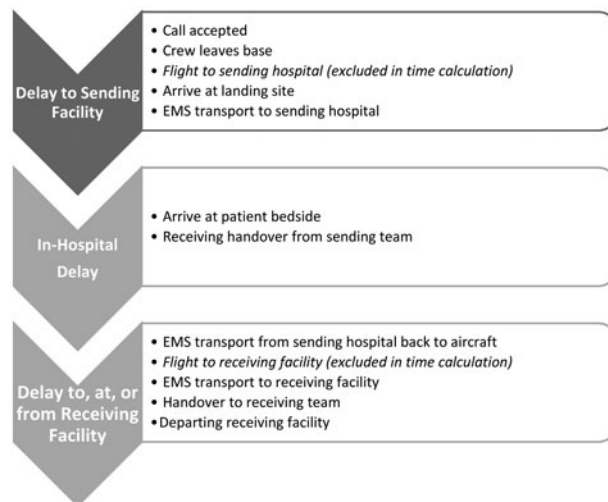 Delay to Sending
Facility
• Call accepted
• Crew leaves base
• Flight to sending hospital (excluded in time calculation)
• Arrive at landing site
• EMS transport to sending hospital
In-Hospital
Delay
• Arrive at patient bedside
• Receiving handover from sending team
Delay to, at, or
from Receiving
Facility
• EMS transport from sending hospital back to aircraft
• Flight to receiving facility (excluded in time calculation)
• EMS transport to receiving facility
• Handover to receiving team
•Departing receiving facility